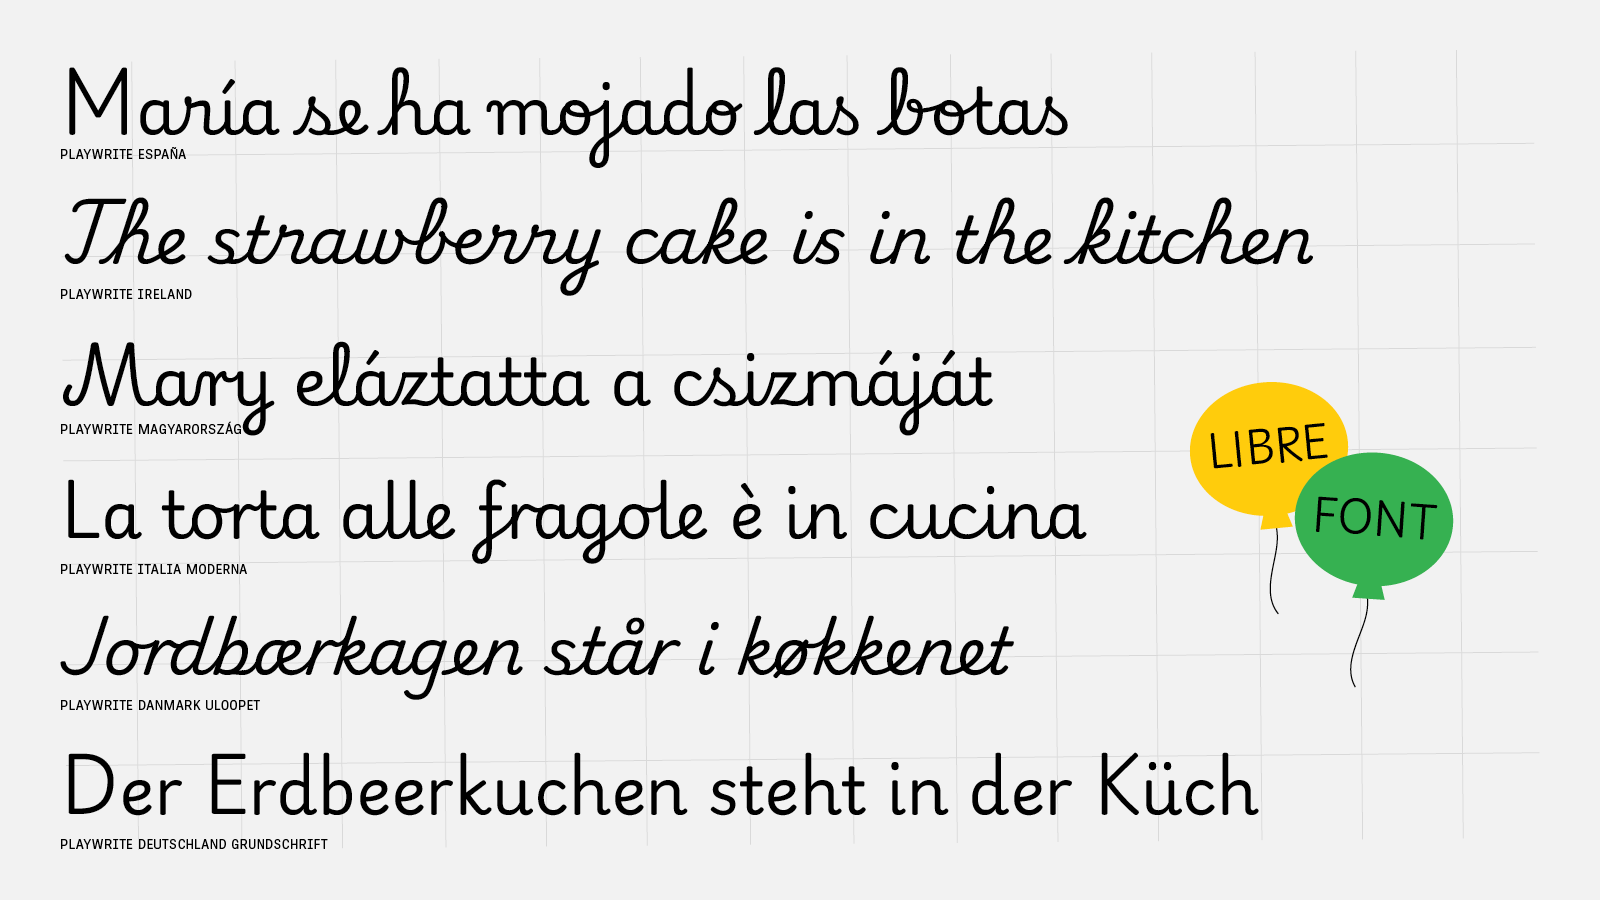 María se ha mojado las botas
PLAYWRITE ESPAÑA
The strawberry cake is in the kitchen
PLAYWRITE IRELAND
Mary eláztatta a csizmáját
PLAYWRITE MAGYARORSZÁG
La torta alle fragole è in cucina
PLAYWRITE ITALIA MODERNA
Jordbærkagen står i køkkenet
PLAYWRITE DANMARK ULOOPET
Der Erdbeerkuchen steht in der Küch
PLAYWRITE DEUTSCHLAND GRUNDSCHRIFT
LIBRE
FONT